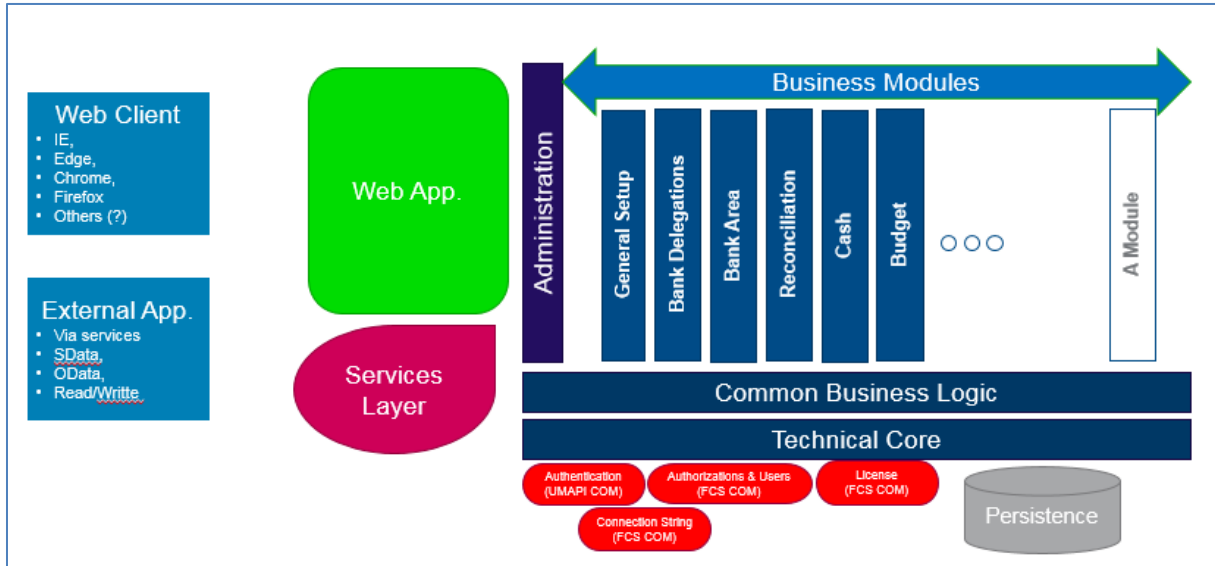 Web Client
• IE,
• Edge,
• Chrome,
• Firefox
• Others (?)
External App.
• Via services
• SData,
• OData,
• Read/Writte
Web App.
Services
Layer
Administration
Business Modules
General Setup
Bank Delegations
Bank Area
Reconciliation
Cash
Budget
A Module
Common Business Logic
Technical Core
Authentication
(UMAPI COM)
Authorizations & Users
(FCS COM)
License
(FCS COM)
Connection String
(FCS COM)
Persistence